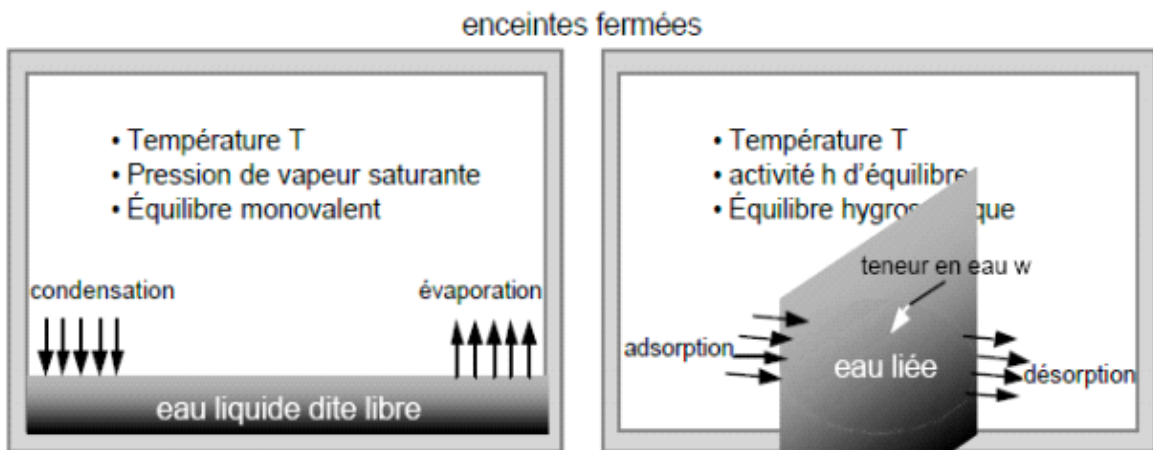 enceintes fermées
• Température T
• Pression de vapeur saturante
• Équilibre monovalent
condensation
évaporation
eau liquide dite libre
• Température T
• activité h d'équilibre
• Équilibre
teneur en eau w
adsorption
eau liée
désorption